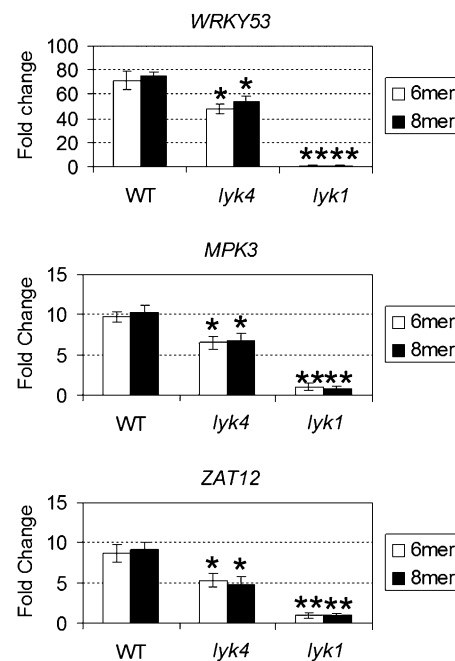 WRKY53
Fold change
100
80
60
40
20
0
* *
**** 
WT lyk4 lyk1
6mer
8mer
MPK3
Fold Change
15
10
5
0
* *
****
WT lyk4 lyk1
6mer
8mer
ZAT12
Fold Change
15
10
5
0
* *
****
WT lyk4 lyk1
6mer
8mer